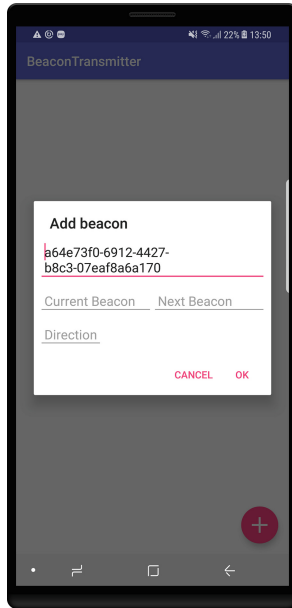 22% 13:50
BeaconTransmitter
Add beacon
a64e73f0-6912-4427-
b8c3-07eaf8a6a170
Current Beacon Next Beacon
Direction
CANCEL OK